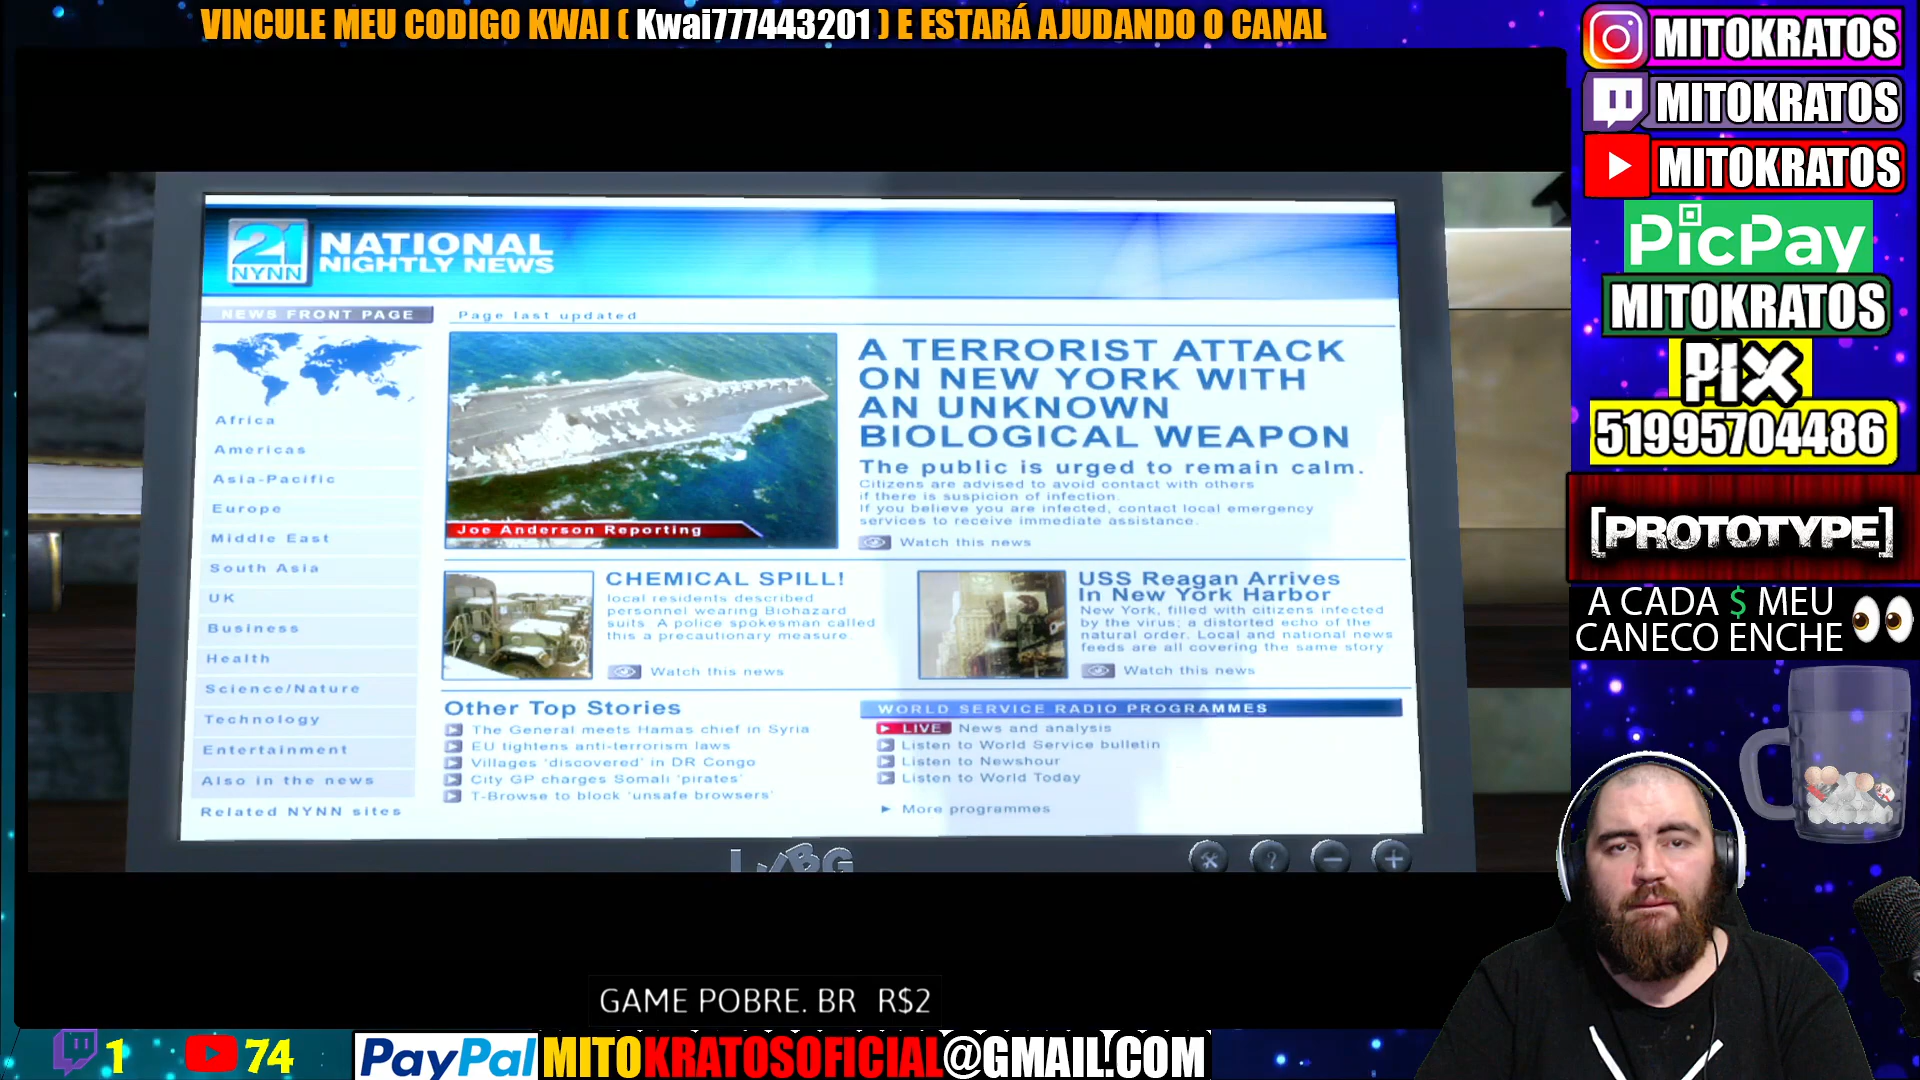 VINCULE MEU CODIGO KWAI ( Kwai777443201 ) E ESTARÁ AJUDANDO O CANAL
MITOKRATOS
MITOKRATOS
MITOKRATOS
PicPay
MITOKRATOS
PIX
51995704486
[PROTOTYPE]
A CADA $ MEU
CANECO ENCHE
21
NYNN
NATIONAL
NIGHTLY NEWS
NEWS FRONT PAGE
Africa
Americas
Asia-Pacific
Europe
Middle East
South Asia
UK
Business
Health
Science/Nature
Technology
Entertainment
Also in the news
Related NYNN sites
Page last updated
Joe Anderson Reporting
A TERRORIST ATTACK
ON NEW YORK WITH
AN UNKNOWN
BIOLOGICAL WEAPON
The public is urged to remain calm.
Citizens are advised to avoid contact with others
if there is suspicion of infection.
If you believe you are infected, contact local emergency
services to receive immediate assistance.
Watch this news
CHEMICAL SPILL!
local residents described
personnel wearing Biohazard
suits. A police spokesman called
this a precautionary measure.
Watch this news
USS Reagan Arrives
In New York Harbor
New York, filled with citizens infected
by the virus; a distorted echo of the
natural order. Local and national news
feeds are all covering the same story
Watch this news
Other Top Stories
The General meets Hamas chief in Syria
EU tightens anti-terrorism laws
Villages 'discovered' in DR Congo
City GP charges Somali 'pirates'
T-Browse to block 'unsafe browsers'
WORLD SERVICE RADIO PROGRAMMES
LIVE News and analysis
Listen to World Service bulletin
Listen to Newshour
Listen to World Today
More programmes
GAME POBRE. BR R$2
1
74
PayPal MITOKRATOSOFICIAL@GMAIL.COM